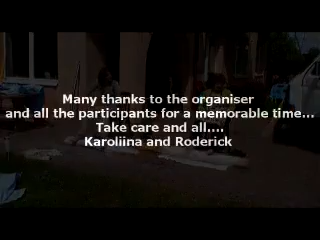 Many thanks to the organiser
and all the participants for a memorable time...
Take care and all....
Karoliina and Roderick